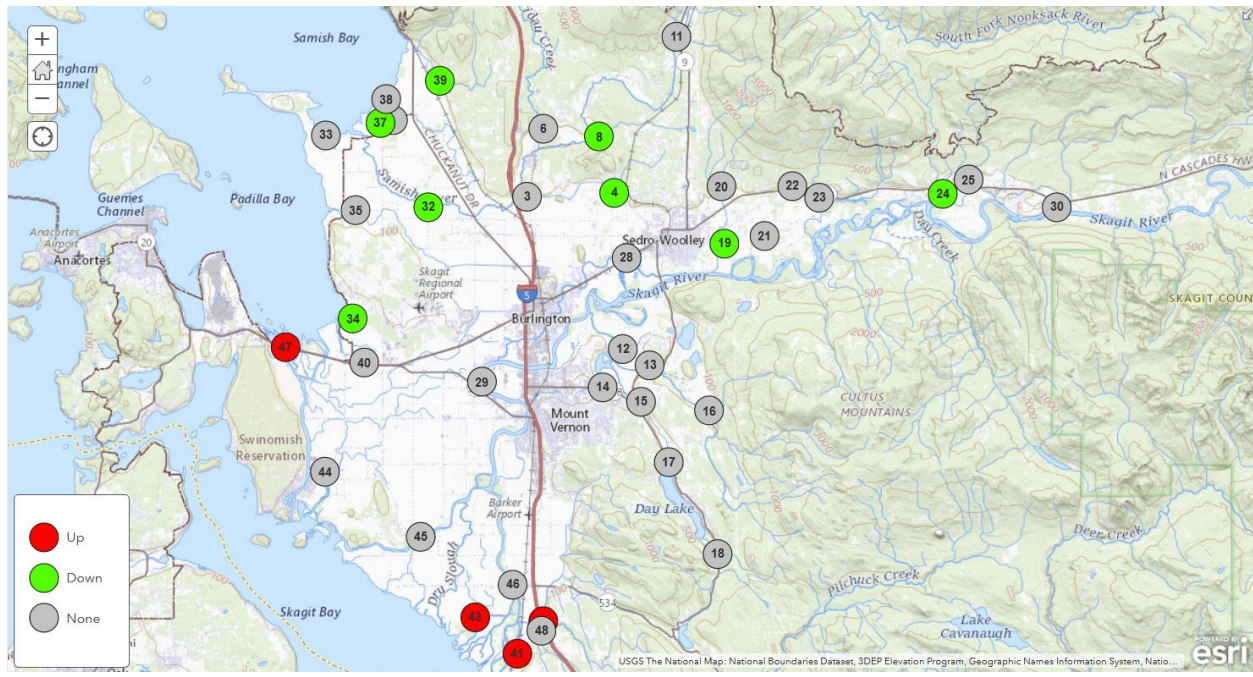 Samish Bay
iday Creek
South Fork Nooksack River
11
9
+
ngham
annel
−
39
38
37
33
6
8
CHUCKANUT DR
Samish
ver
Padilla Bay
Guemes
Channel
Anacortes
Airport
Anacortes
20
35
100
32
3
4
20
22
23
24
25
30
N CASCADES HW
Skagit River
Day Creek
Sedro-Woolley
19
21
28
Skagit River
Skagit
Regional
Airport
5
Burlington
34
47
40
29
12
13
14
15
16
Mount
Vernon
17
CULTUS
MOUNTAINS
SKAGIT COUN
Swinomish
Reservation
44
45
Barker
Airport
Day Lake
18
Dry Slough
46
43
48
41
534
Deer Creek
Pilchuck Creek
Lake
Cavanaugh
Skagit Bay
Up
Down
None
USGS The National Map: National Boundaries Dataset, 3DEP Elevation Program, Geographic Names Information System, Natio...
POWERED BY
esri